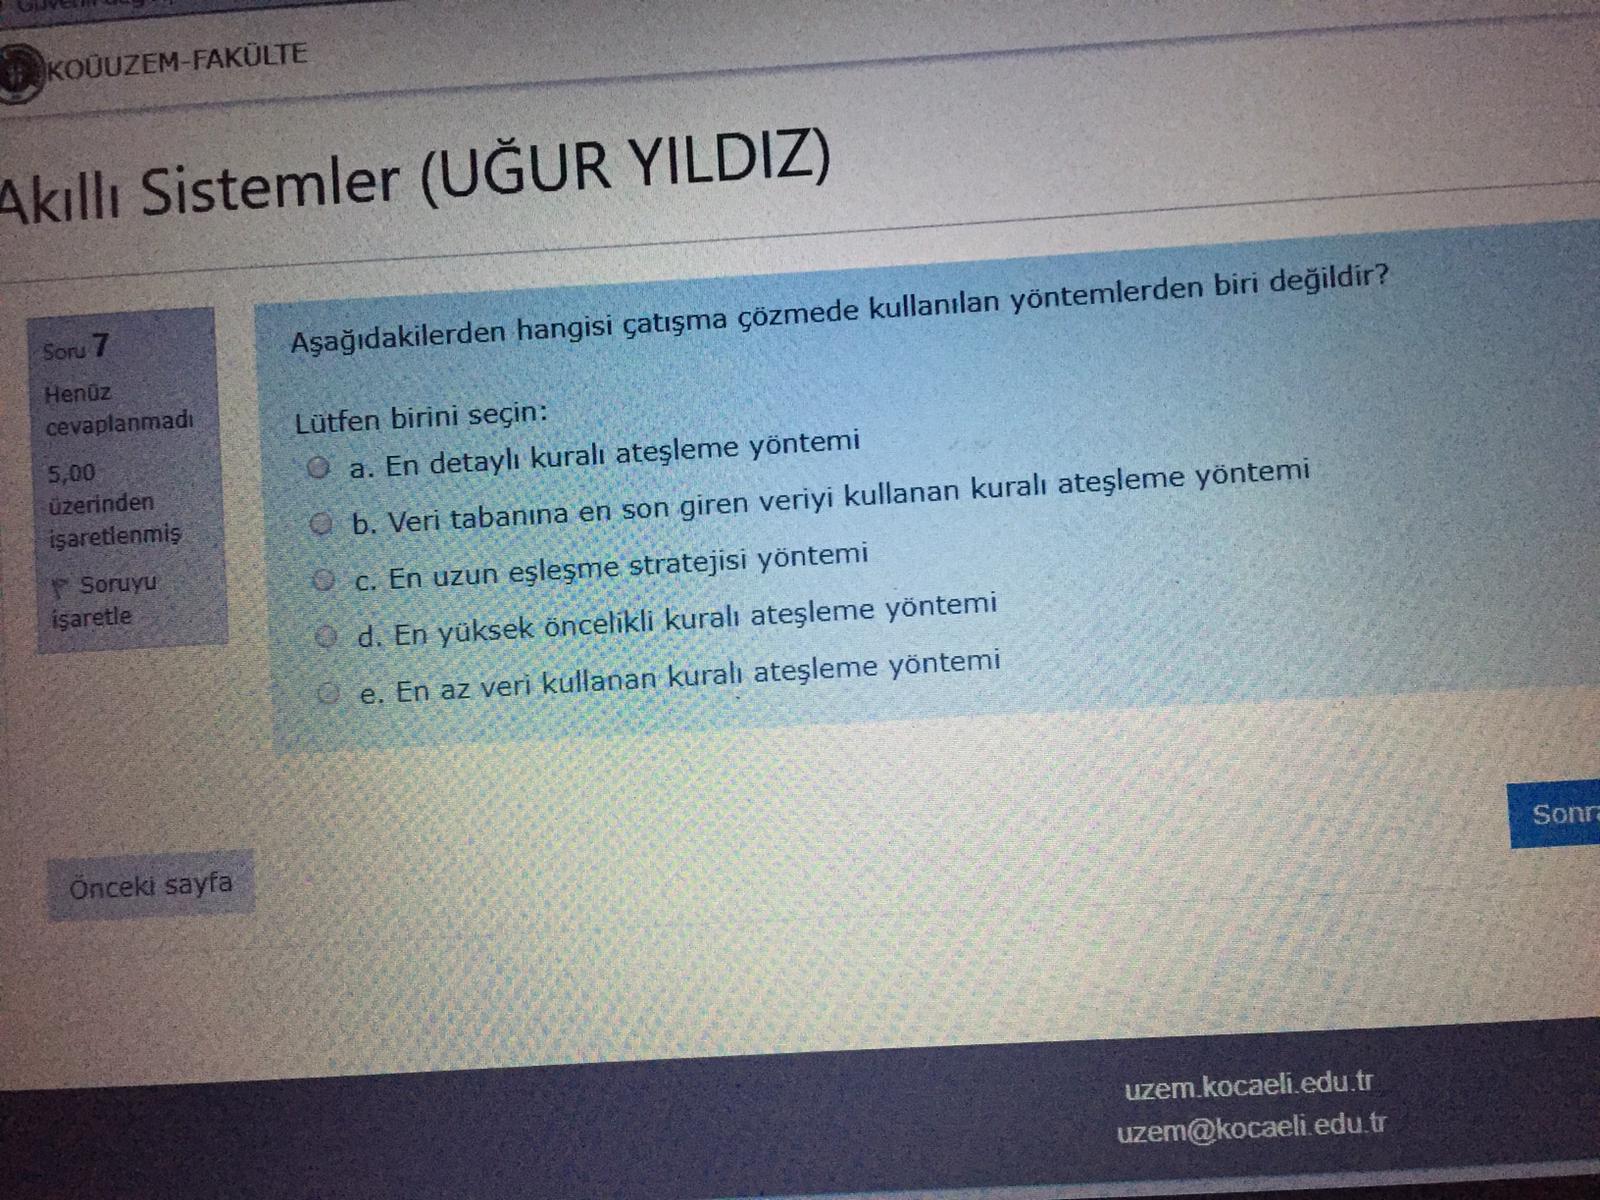 KOÜUZEM-FAKÜLTE
Akıllı Sistemler (UĞUR YILDIZ)
Soru 7
Henüz
cevaplanmadı
5,00
üzerinden
işaretlenmiş
Soruyu
işaretle
Aşağıdakilerden hangisi çatışma çözmede kullanılan yöntemlerden biri değildir?
Lütfen birini seçin:
a. En detaylı kuralı ateşleme yöntemi
b. Veri tabanına en son giren veriyi kullanan kuralı ateşleme yöntemi
c. En uzun eşleşme stratejisi yöntemi
d. En yüksek öncelikli kuralı ateşleme yöntemi
e. En az veri kullanan kuralı ateşleme yöntemi
Önceki sayfa
uzem.kocaeli.edu.tr
uzem@kocaeli.edu.tr